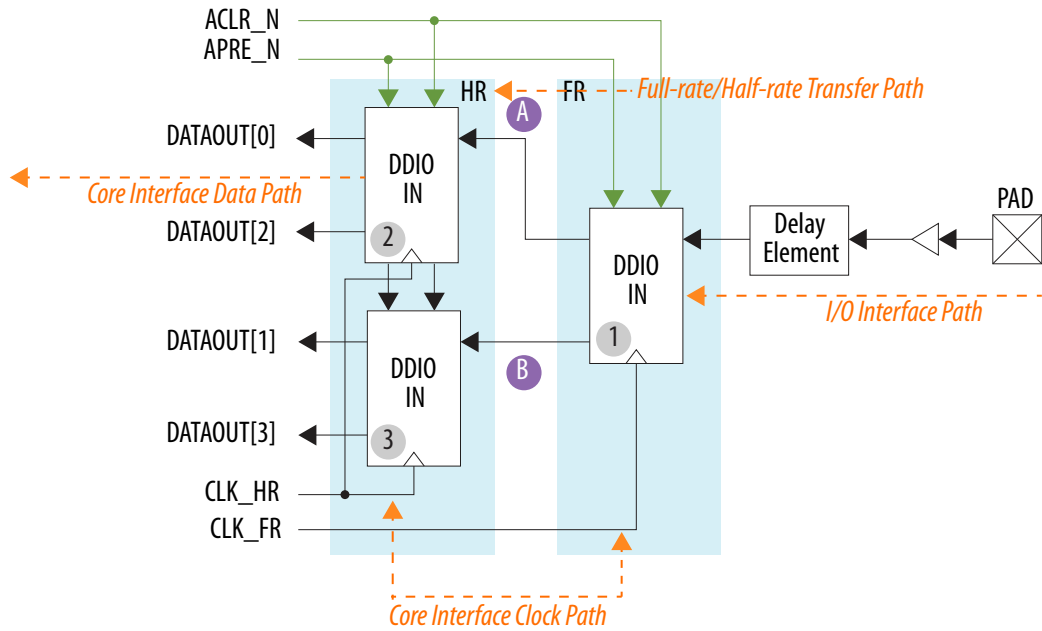 ACLR_N
APRE_N
HR
FR
Full-rate/Half-rate Transfer Path
A
DATAOUT[0]
DDIO
IN
Core Interface Data Path
PAD
Delay
Element
DATAOUT[2]
2
DDIO
IN
I/O Interface Path
DATAOUT[1]
1
DDIO
IN
B
DATAOUT[3]
3
CLK_HR
CLK_FR
Core Interface Clock Path